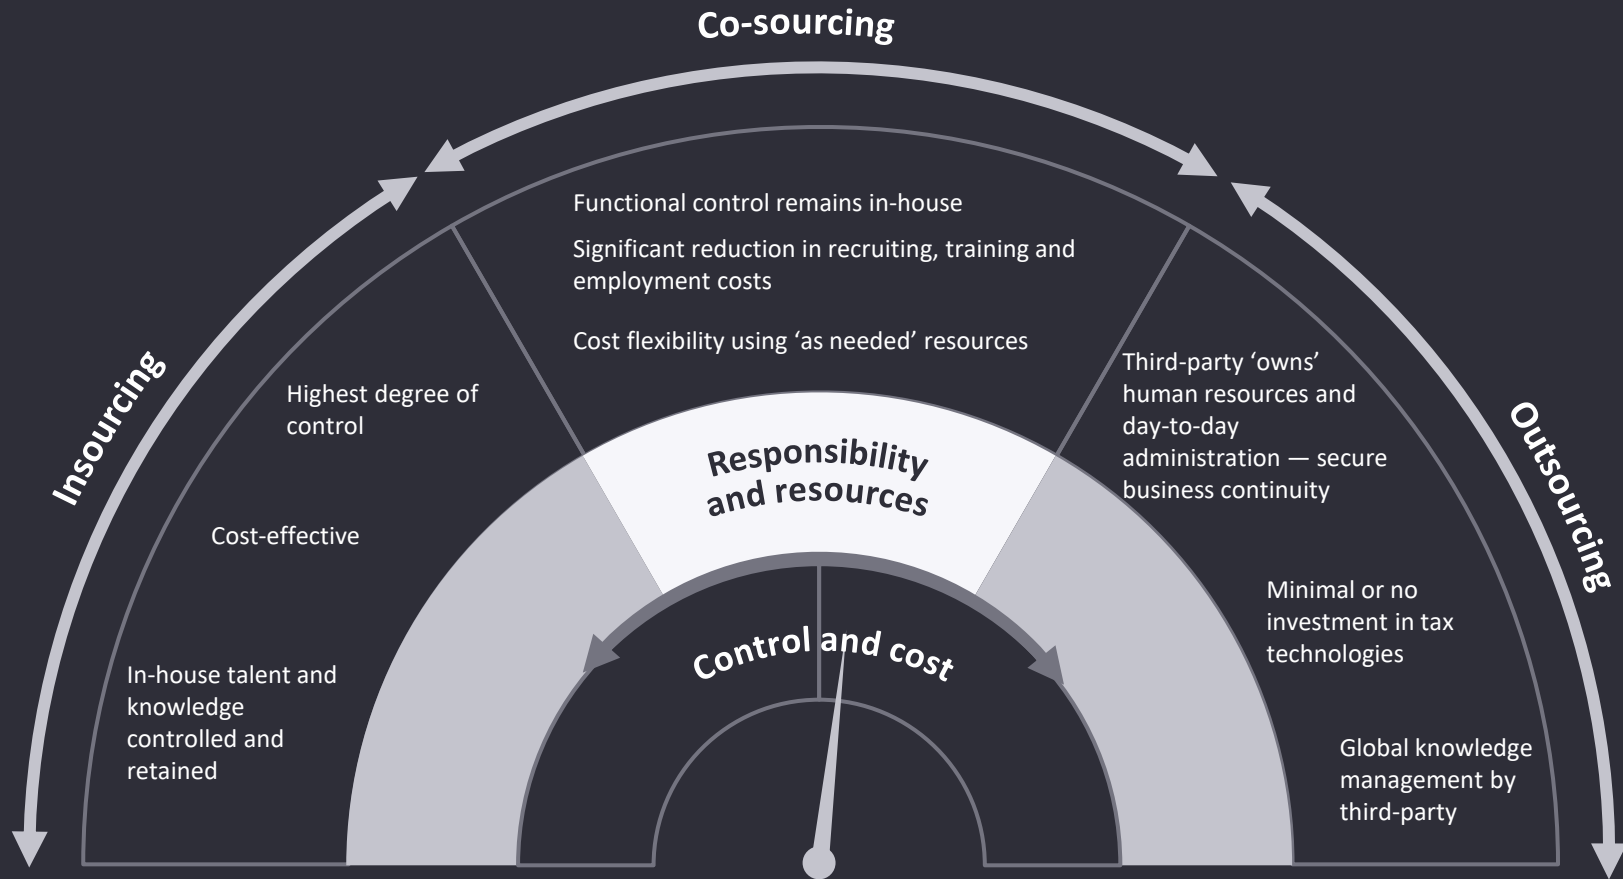 Co-sourcing
Insourcing
Outsourcing
Functional control remains in-house
Significant reduction in recruiting, training and
employment costs
Cost flexibility using ‘as needed’ resources
Highest degree of
control
Cost-effective
In-house talent and
knowledge
controlled and
retained
Third-party ‘owns’
human resources and
day-to-day
administration — secure
business continuity
Minimal or no
investment in tax
technologies
Global knowledge
management by
third-party
Responsibility
and resources
Control and cost